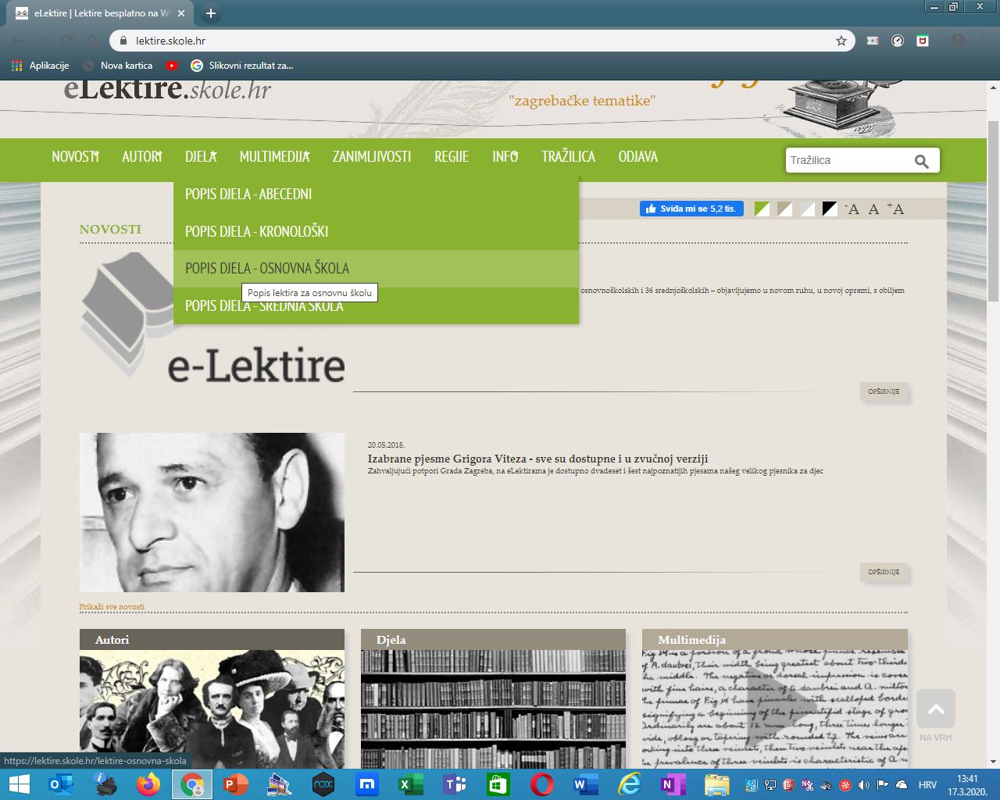 eLektire | Lektire besplatno na W
lektire.skole.hr
Aplikacije
Nova kartica
Slikovni rezultat za...
eLektire.skole.hr
"zagrebačke tematike"
NOVOSTI
AUTORI
DJELA
MULTIMEDIJA
ZANIMLJIVOSTI
REGIJE
INFO
TRAŽILICA
ODJAVA
Tražilica
POPIS DJELA - ABECEDNI
POPIS DJELA - KRONOLOŠKI
POPIS DJELA - OSNOVNA ŠKOLA
Popis lektira za osnovnu školu
POPIS DJELA - SREDNJA ŠKOLA
Sviđa mi se 5,2 tis.
-A A +A
NOVOSTI
osnovnoškolskih i 36 srednjoškolskih – objavljujemo u novom ruhu, u novoj opremi, s obiljem
e-Lektire
OPŠIRNIJE
20.05.2018.
Izabrane pjesme Grigora Viteza - sve su dostupne i u zvučnoj verziji
Zahvaljujući potpori Grada Zagreba, na eLektirama je dostupno dvadeset i šest najpoznatijih pjesama našeg velikog pjesnika za djec
OPŠIRNIJE
Prikaži sve novosti
Autori
Djela
Multimedija
NA VRH
https://lektire.skole.hr/lektire-osnovna-skola
HRV
13:41
17.3.2020.